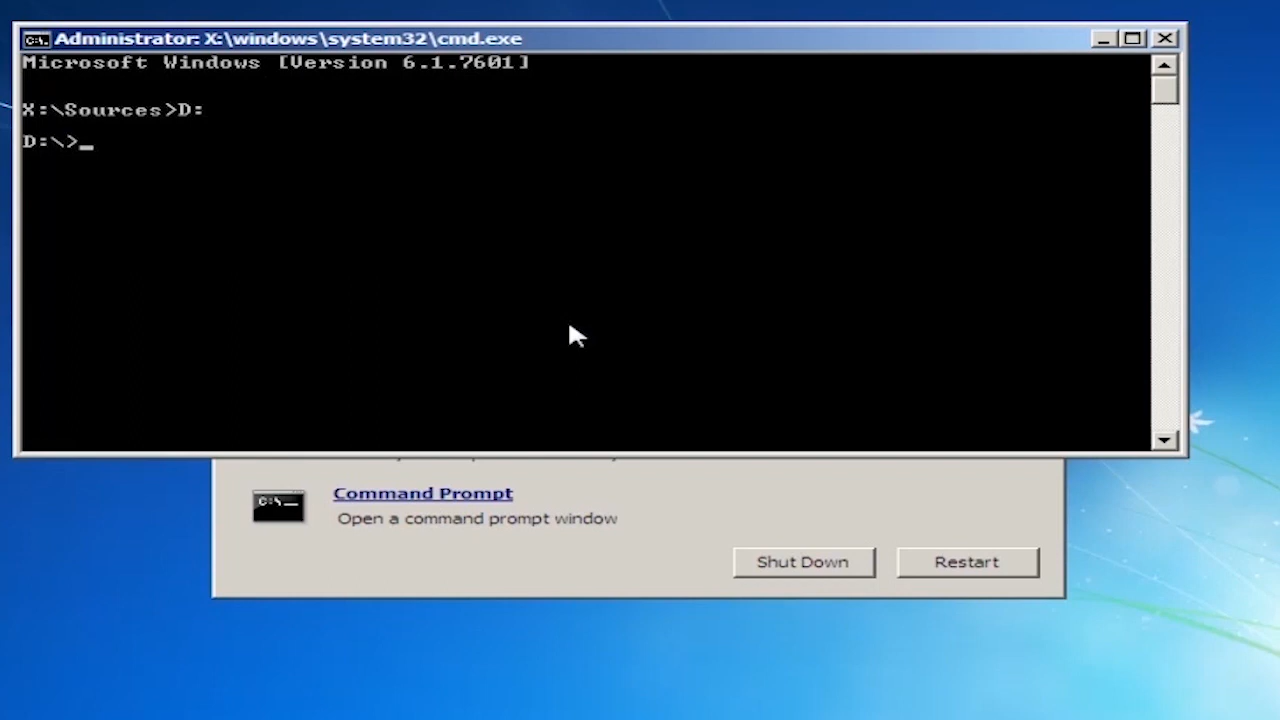 Administrator: X:\windows\system32\cmd.exe
Microsoft Windows [Version 6.1.7601]
X:\Sources>D:
D:\>_
Command Prompt
Open a command prompt window
Shut Down
Restart